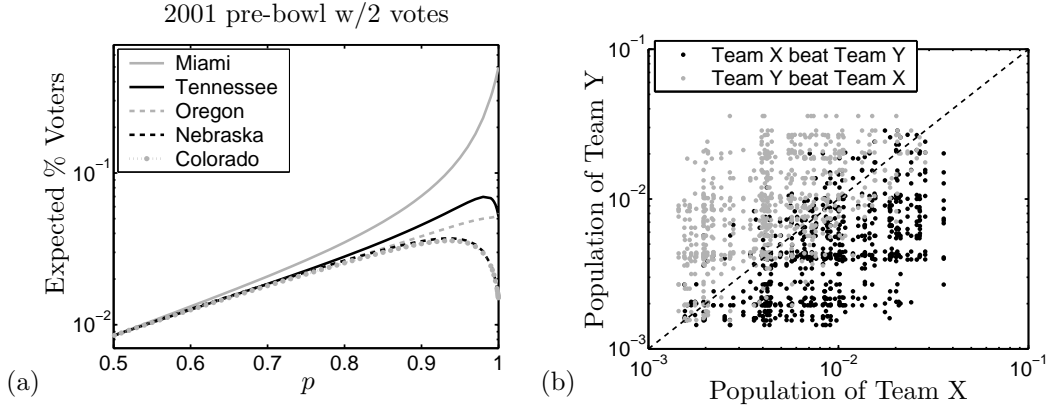 2001 pre-bowl w/2 votes
Expected % Voters
10⁻¹
10⁻²
Miami
Tennessee
Oregon
Nebraska
Colorado
0.5 0.6 0.7 0.8 0.9 1
(a)
p
Population of Team Y
10⁻¹
10⁻²
10⁻³
Team X beat Team Y
Team Y beat Team X
10⁻³ 10⁻² 10⁻¹
(b)
Population of Team X